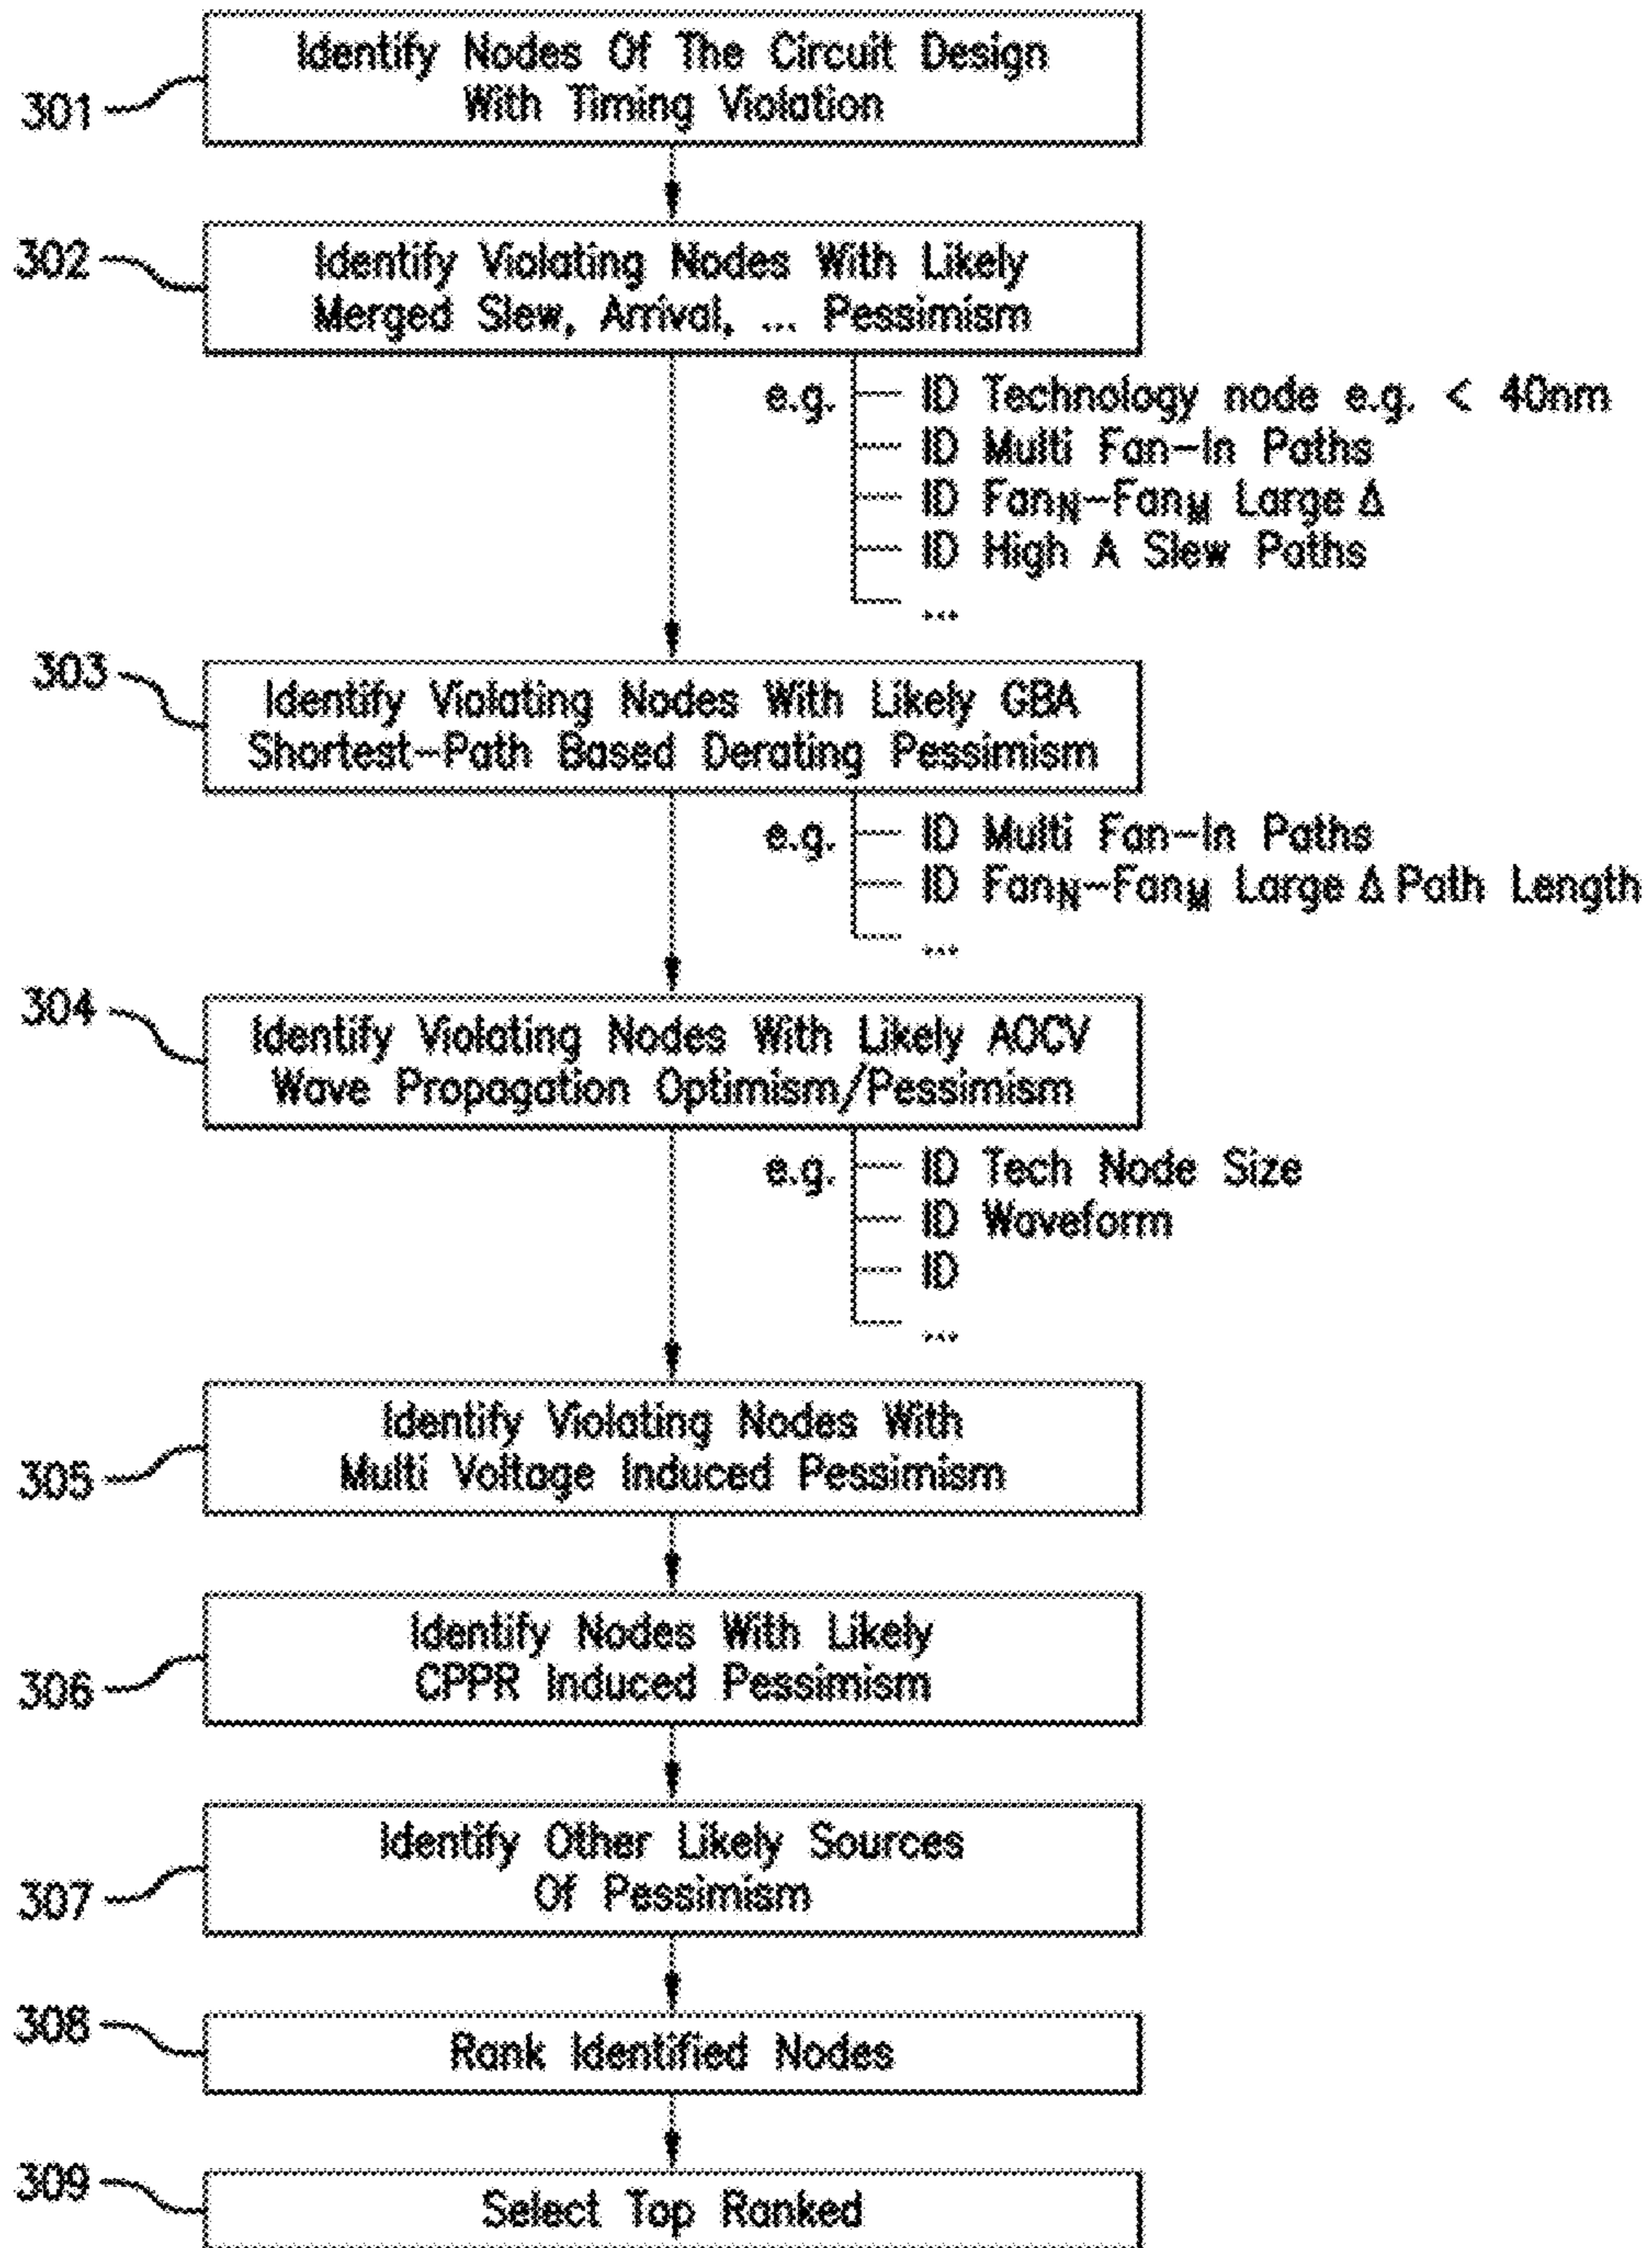 301
Identify Nodes Of The Circuit Design
With Timing Violation
302
Identify Violating Nodes With Likely
Merged Slew, Arrival, ... Pessimism
e.g.
ID Technology node e.g. < 40nm
ID Multi Fan-In Paths
ID FanN-FanM Large Δ
ID High A Slew Paths
...
303
Identify Violating Nodes With Likely GBA
Shortest-Path Based Derating Pessimism
e.g.
ID Multi Fan-In Paths
ID FanN-FanM Large Δ Path Length
...
304
Identify Violating Nodes With Likely AOCV
Wave Propagation Optimism/Pessimism
e.g.
ID Tech Node Size
ID Waveform
ID
...
305
Identify Violating Nodes With
Multi Voltage Induced Pessimism
306
Identify Nodes With Likely
CPPR Induced Pessimism
307
Identify Other Likely Sources
Of Pessimism
308
Rank Identified Nodes
309
Select Top Ranked